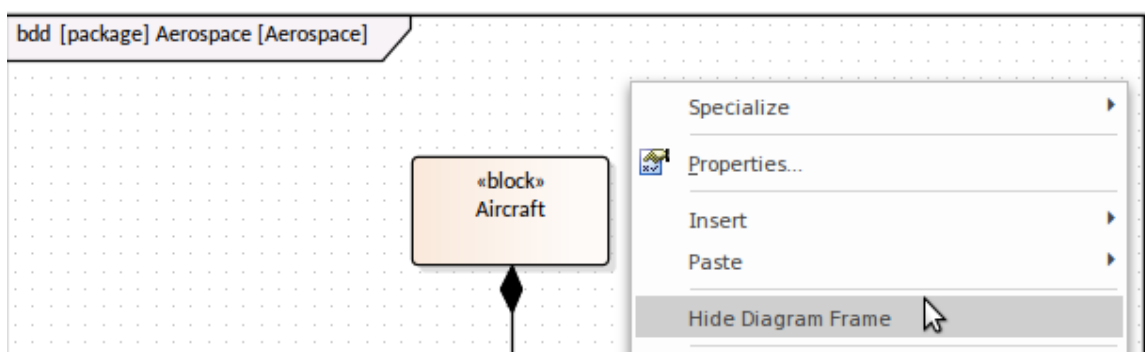 bdd [package] Aerospace [Aerospace]
«block»
Aircraft
Specialize
Properties...
Insert
Paste
Hide Diagram Frame